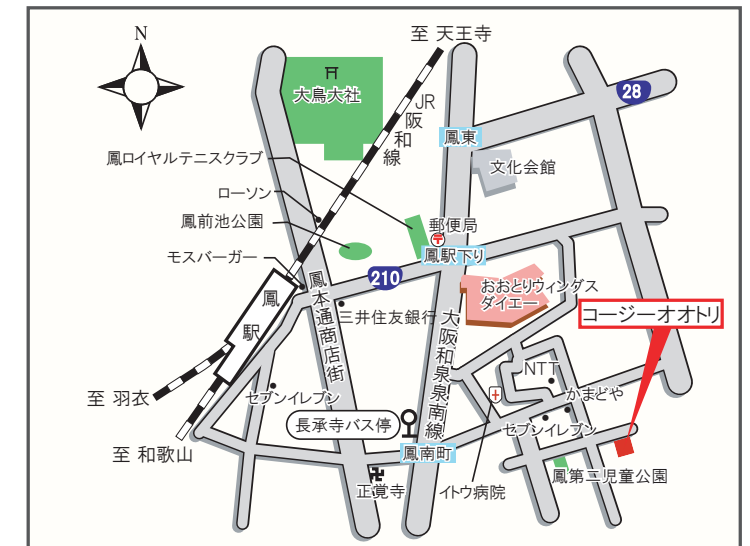 至 天王寺
N
大鳥大社
JR阪和線
28
鳳東
鳳ロイヤルテニスクラブ
文化会館
ローソン
鳳前池公園
郵便局
モスバーガー
鳳駅下り
210
おおとりウィングス
ダイエー
鳳駅
鳳本通商店街
三井住友銀行
大阪和泉泉南線
コージーオオトリ
NTT
至 羽衣
セブンイレブン
かまどや
長承寺バス停
セブンイレブン
至 和歌山
鳳南町
正覚寺
イトウ病院
鳳第二児童公園